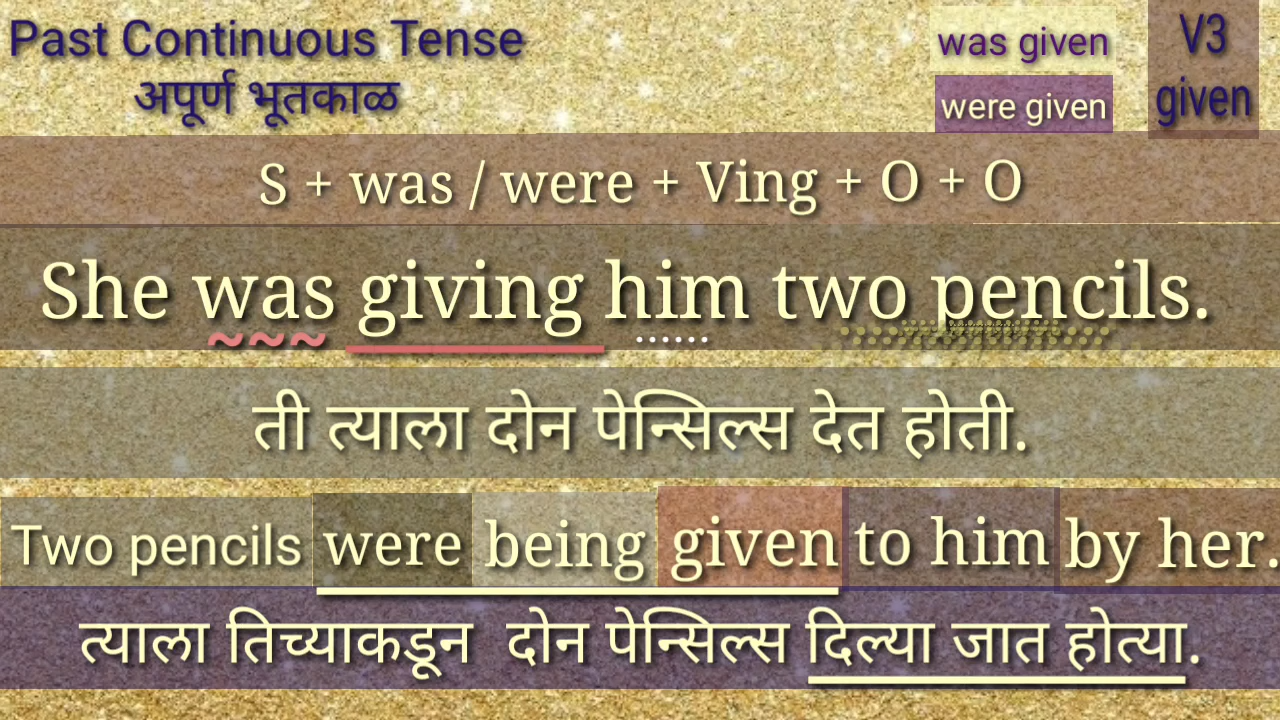 Past Continuous Tense
अपूर्ण भूतकाळ
was given
were given
V3
given
S + was / were + Ving + O + O
She was giving him two pencils.
ती त्याला दोन पेन्सिल्स देत होती.
Two pencils were being given to him by her.
त्याला तिच्याकडून दोन पेन्सिल्स दिल्या जात होत्या.